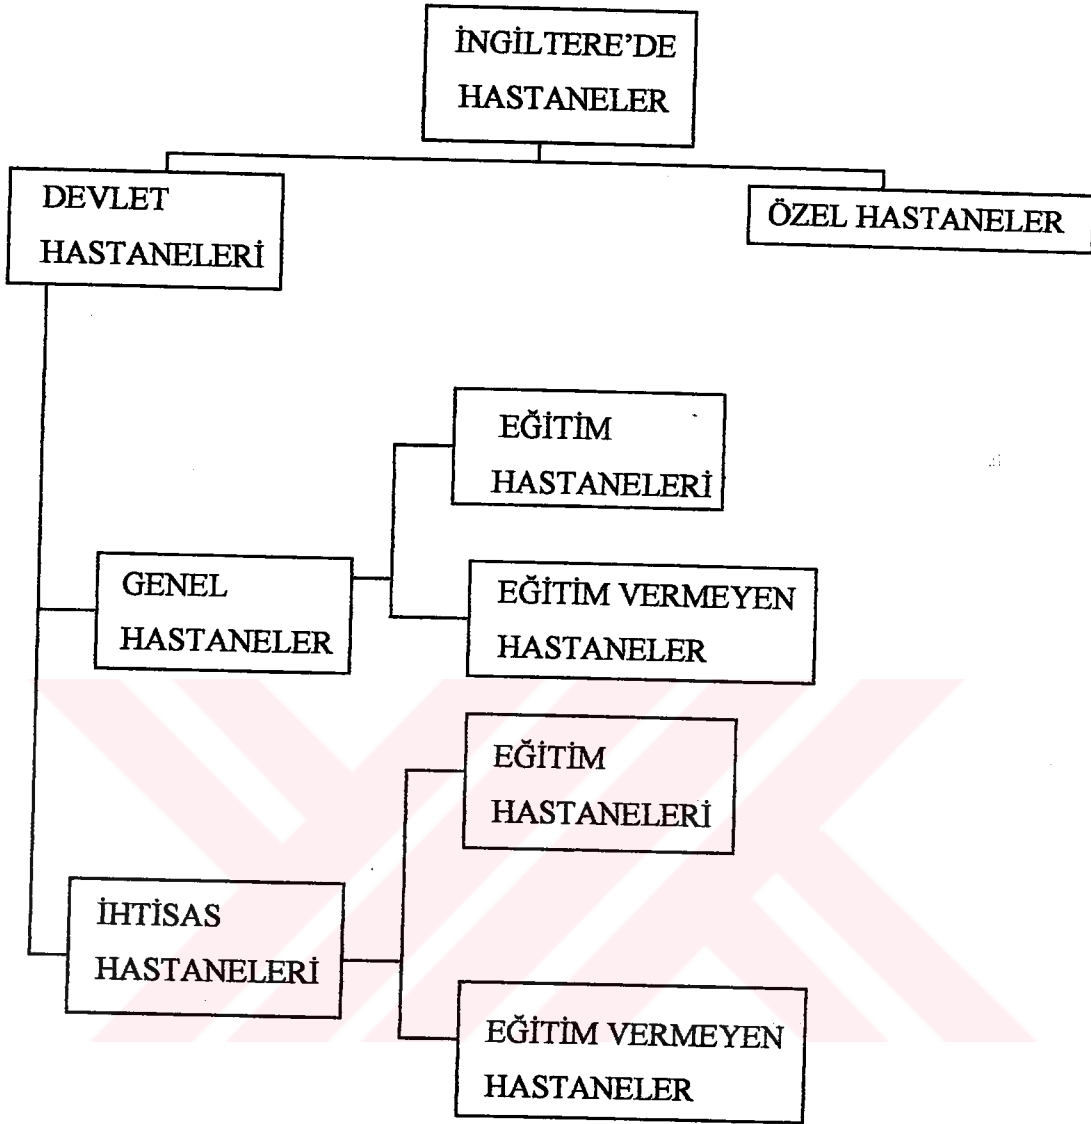 İNGİLTERE'DE
HASTANELER
DEVLET
HASTANELERİ
ÖZEL HASTANELER
EĞİTİM
HASTANELERİ
GENEL
HASTANELER
EĞİTİM VERMEYEN
HASTANELER
EĞİTİM
HASTANELERİ
İHTİSAS
HASTANELERİ
EĞİTİM VERMEYEN
HASTANELER